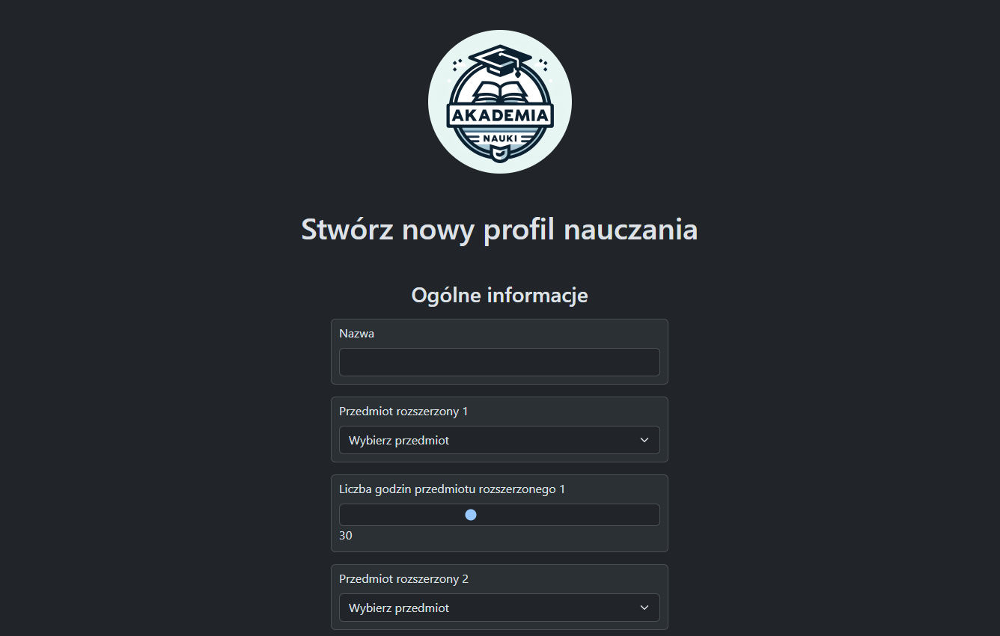 AKADEMIA
NAUKI
Stwórz nowy profil nauczania
Ogólne informacje
Nazwa
Przedmiot rozszerzony 1
Wybierz przedmiot
Liczba godzin przedmiotu rozszerzonego 1
30
Przedmiot rozszerzony 2
Wybierz przedmiot